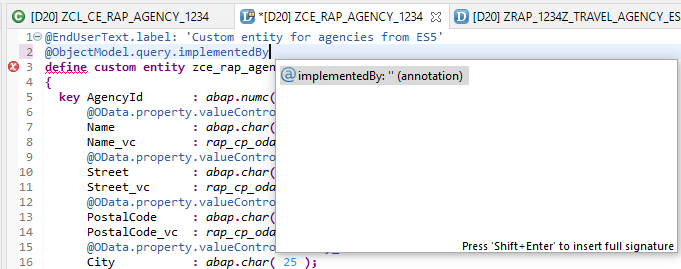 [D20] ZCL_CE_RAP_AGENCY_1234 *[D20] ZCE_RAP_AGENCY_1234 [D20] ZRAP_1234Z_TRAVEL_AGENCY_ES
1 @EndUserText.label: 'Custom entity for agencies from ES5'
2 @ObjectModel.query.implementedBy
3 define custom entity zce_rap_agen
4 {
5 key AgencyId : abap.numc(
6 @OData.property.valueContro
7 Name : abap.char(
8 Name_vc : rap_cp_oda
9 @OData.property.valueContro
10 Street : abap.char(
11 Street_vc : rap_cp_oda
12 @OData.property.valueContro
13 PostalCode : abap.char(
14 PostalCode_vc : rap_cp_oda
15 @OData.property.valueContro
16 City : abap.char( 25 );
@ implementedBy: '' (annotation)
Press 'Shift+Enter' to insert full signature